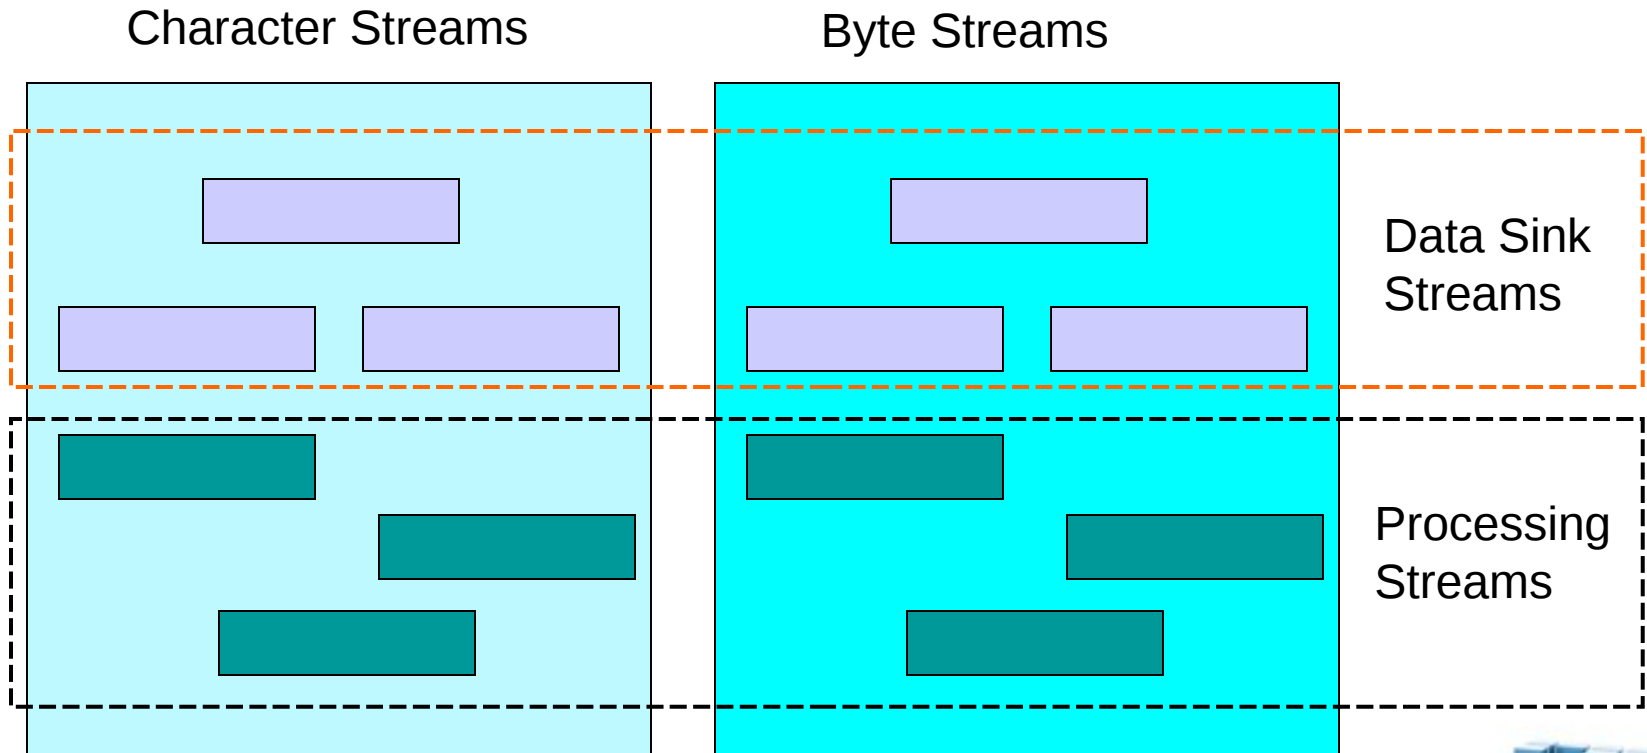 Character Streams
Byte Streams
Data Sink
Streams
Processing
Streams